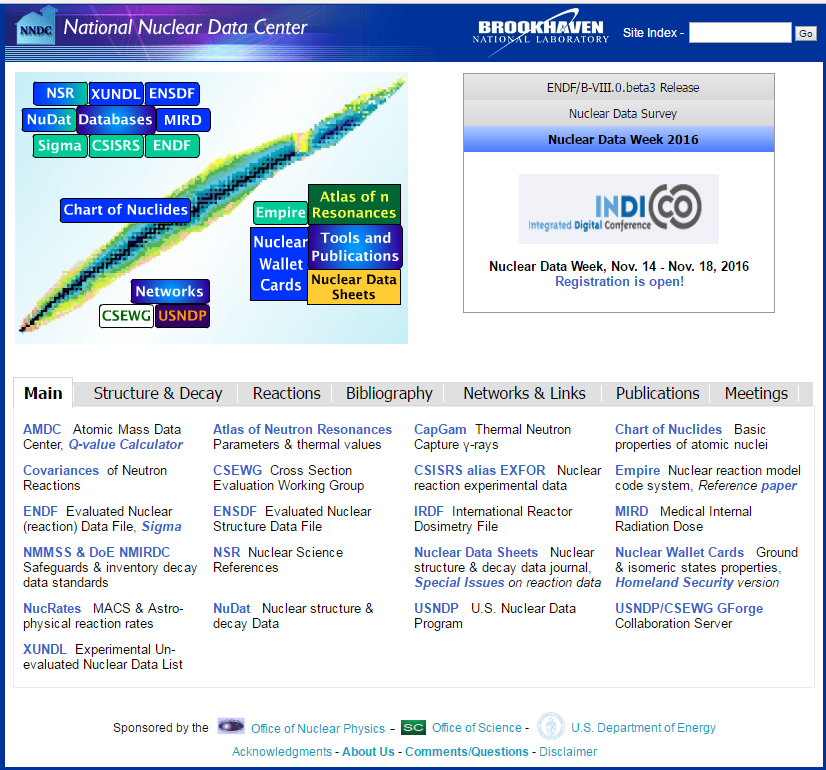 NNDC National Nuclear Data Center
BROOKHAVEN
NATIONAL LABORATORY
Site Index -
Go
NSR XUNDL ENSDF
NuDat Databases MIRD
Sigma CSISRS ENDF
Chart of Nuclides
Empire
Atlas of n
Resonances
Nuclear
Wallet
Cards
Tools and
Publications
Nuclear Data
Sheets
Networks
CSEWG USNDP
ENDF/B-VIII.0.beta3 Release
Nuclear Data Survey
Nuclear Data Week 2016
INDICO
Integrated Digital Conference
Nuclear Data Week, Nov. 14 - Nov. 18, 2016
Registration is open!
Main Structure & Decay Reactions Bibliography Networks & Links Publications Meetings
AMDC Atomic Mass Data
Center, Q-value Calculator
Atlas of Neutron Resonances
Parameters & thermal values
CapGam Thermal Neutron
Capture γ-rays
Chart of Nuclides Basic
properties of atomic nuclei
Covariances of Neutron
Reactions
CSEWG Cross Section
Evaluation Working Group
CSISRS alias EXFOR Nuclear
reaction experimental data
Empire Nuclear reaction model
code system, Reference paper
ENDF Evaluated Nuclear
(reaction) Data File, Sigma
ENSDF Evaluated Nuclear
Structure Data File
IRDF International Reactor
Dosimetry File
MIRD Medical Internal
Radiation Dose
NMMSS & DoE NMIRDC
Safeguards & inventory decay
data standards
NSR Nuclear Science
References
Nuclear Data Sheets Nuclear
structure & decay data journal,
Special Issues on reaction data
Nuclear Wallet Cards Ground
& isomeric states properties,
Homeland Security version
NucRates MACS & Astro-
physical reaction rates
NuDat Nuclear structure &
decay Data
USNDP U.S. Nuclear Data
Program
USNDP/CSEWG GForge
Collaboration Server
XUNDL Experimental Un-
evaluated Nuclear Data List
Sponsored by the Office of Nuclear Physics - SC Office of Science - U.S. Department of Energy
Acknowledgments - About Us - Comments/Questions - Disclaimer